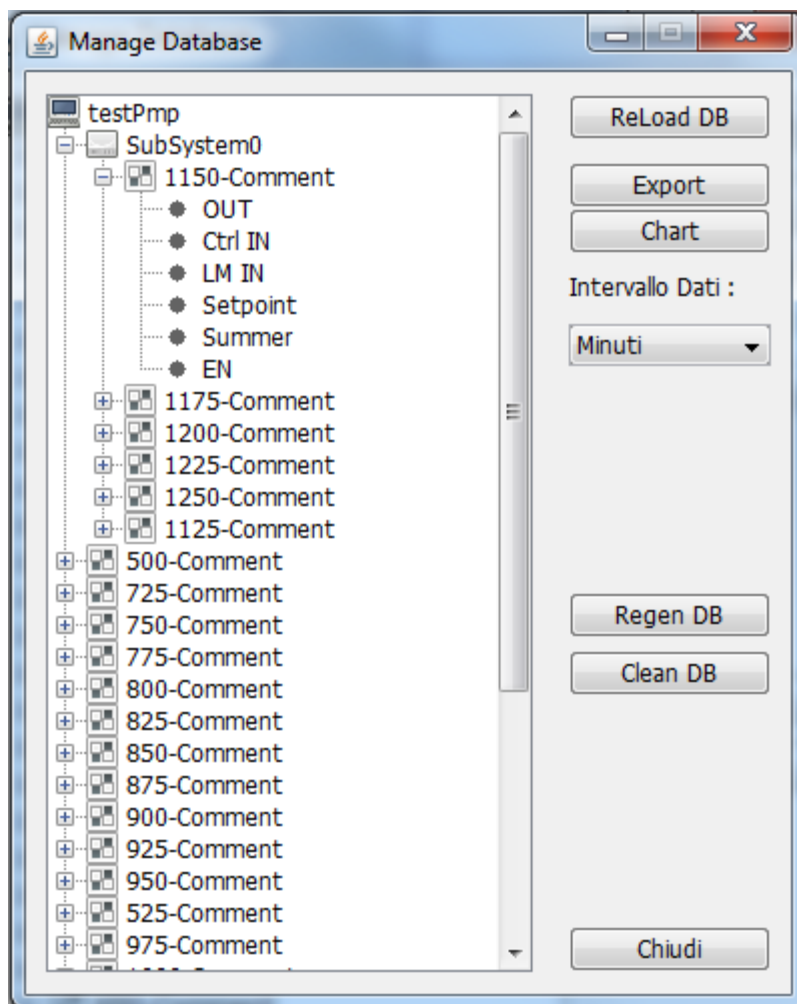 Manage Database
testPmp
SubSystem0
1150-Comment
OUT
Ctrl IN
LM IN
Setpoint
Summer
EN
1175-Comment
1200-Comment
1225-Comment
1250-Comment
1125-Comment
500-Comment
725-Comment
750-Comment
775-Comment
800-Comment
825-Comment
850-Comment
875-Comment
900-Comment
925-Comment
950-Comment
525-Comment
975-Comment
ReLoad DB
Export
Chart
Intervallo Dati :
Minuti
Regen DB
Clean DB
Chiudi